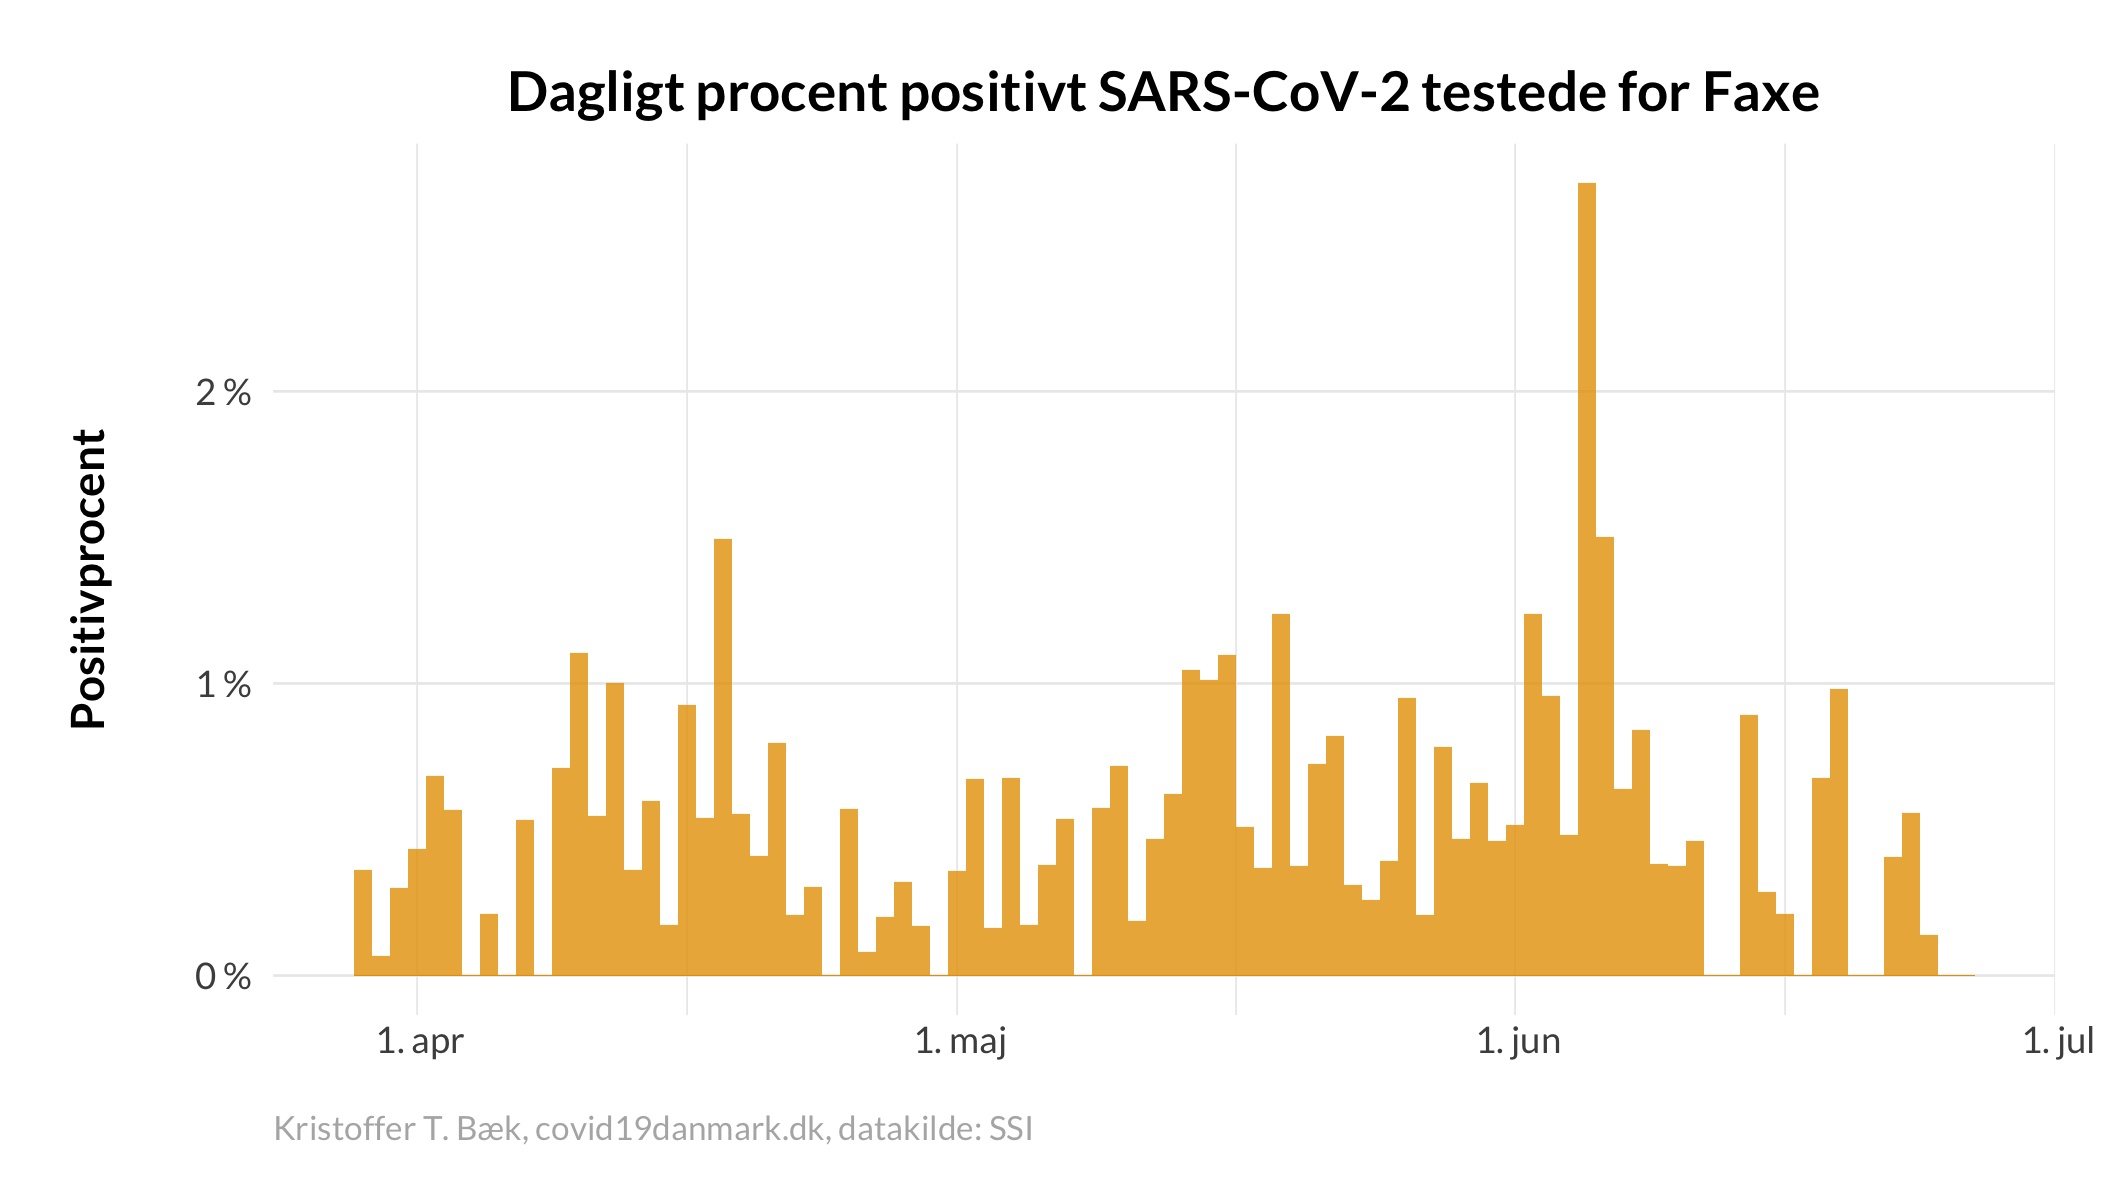 Dagligt procent positivt SARS-CoV-2 testede for Faxe
Positivprocent
2 %
1 %
0 %
1. apr
1. maj
1. jun
1. jul
Kristoffer T. Bæk, covid19danmark.dk, datakilde: SSI